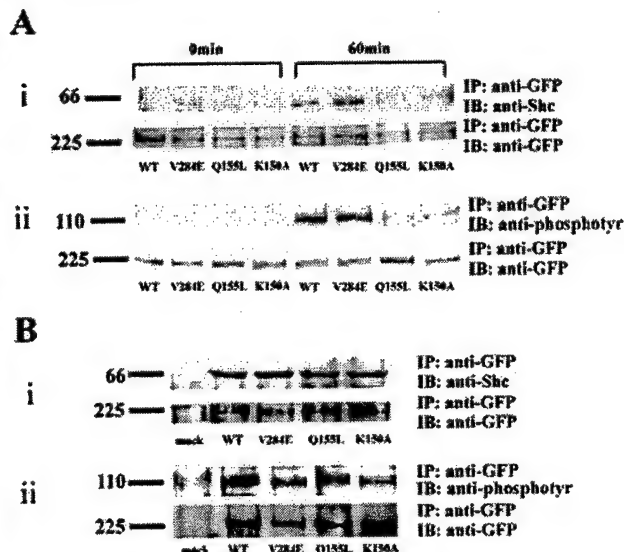 A
0min 60min
i
66
IP: anti-GFP
IB: anti-Shc
225
IP: anti-GFP
IB: anti-GFP
WT V284E Q155L K150A WT V284E Q155L K150A
ii
110
IP: anti-GFP
IB: anti-phosphotyr
225
IP: anti-GFP
IB: anti-GFP
WT V284E Q155L K150A WT V284E Q155L K150A
B
i
66
IP: anti-GFP
IB: anti-Shc
225
IP: anti-GFP
IB: anti-GFP
mock WT V284E Q155L K150A
ii
110
IP: anti-GFP
IB: anti-phosphotyr
225
IP: anti-GFP
IB: anti-GFP
mock WT V284E Q155L K150A